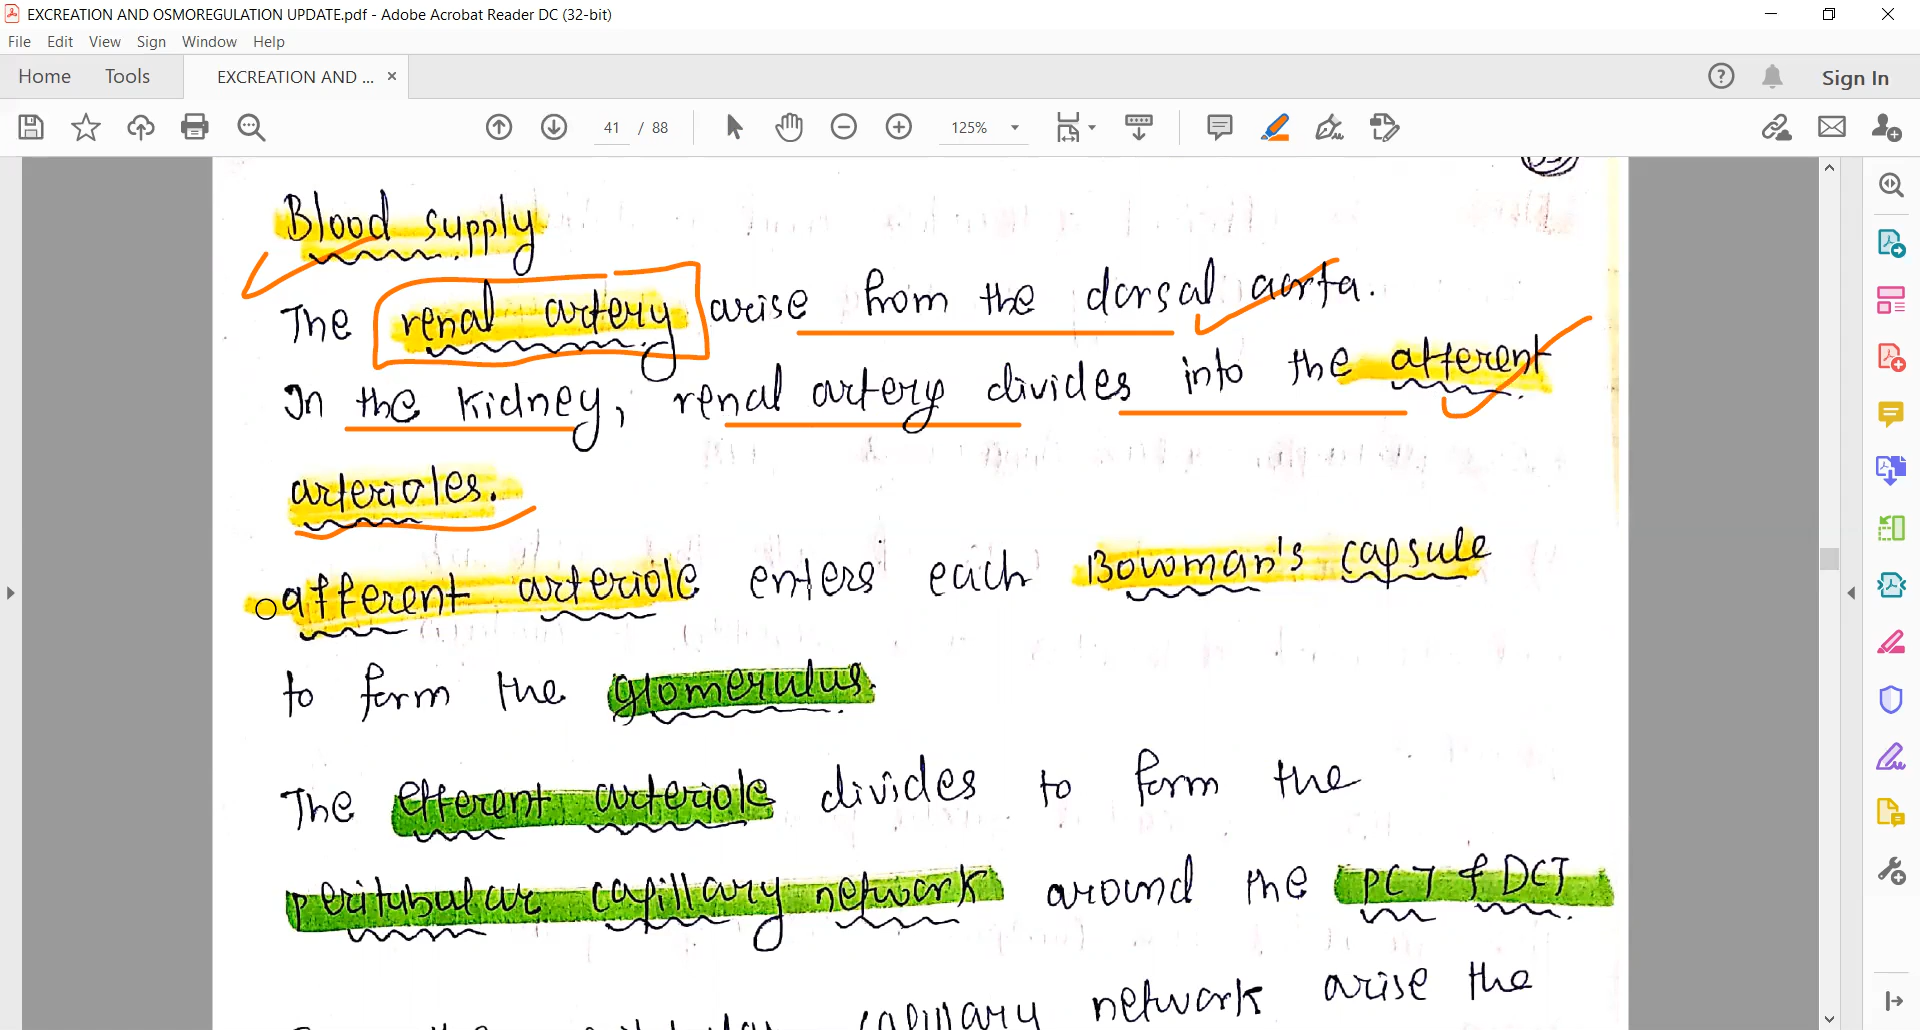 EXCREATION AND OSMOREGULATION UPDATE.pdf - Adobe Acrobat Reader DC (32-bit)
File Edit View Sign Window Help
Home Tools EXCREATION AND ... × Sign In
41 / 88 125%
Blood supply
The renal artery arise from the dorsal aorta.
In the kidney, renal artery divides into the afferent
arterioles.
afferent arteriole enters each Bowman's capsule
to form the glomerulus.
The efferent arteriole divides to form the
peritubular capillary network around the PCT & DCT
capillary network arise the